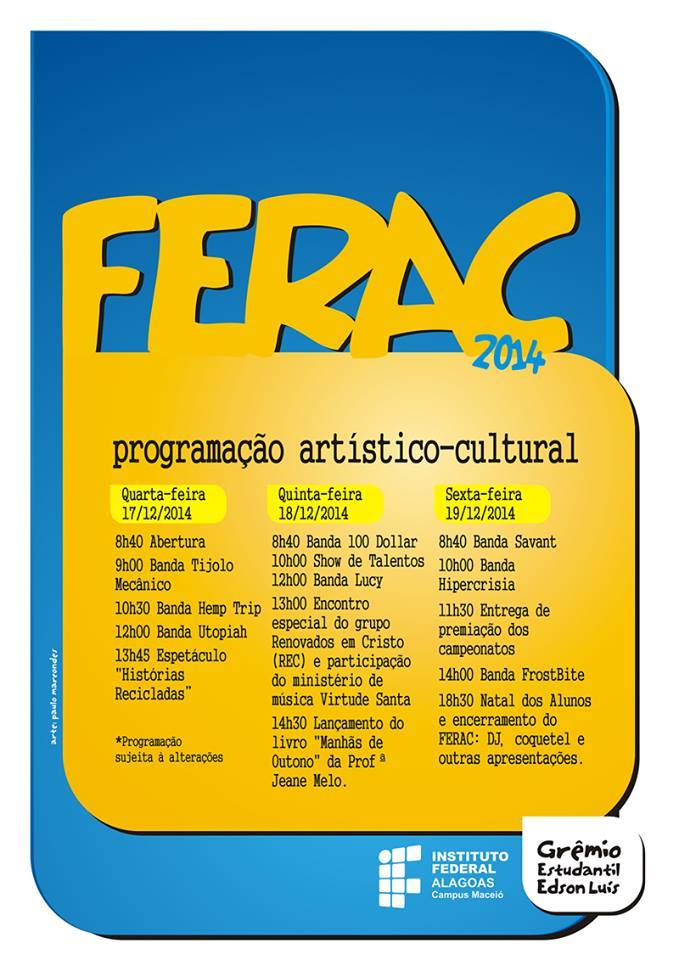 FERAC
2014
programação artístico-cultural
Quarta-feira
17/12/2014
8h40 Abertura
9h00 Banda Tijolo
Mecânico
10h30 Banda Hemp Trip
12h00 Banda Utopiah
13h45 Espetáculo
"Histórias
Recicladas"
*Programação
sujeita à alterações
Quinta-feira
18/12/2014
8h40 Banda 100 Dollar
10h00 Show de Talentos
12h00 Banda Lucy
13h00 Encontro
especial do grupo
Renovados em Cristo
(REC) e participação
do ministério de
música Virtude Santa
14h30 Lançamento do
livro "Manhãs de
Outono" da Profª
Jeane Melo.
Sexta-feira
19/12/2014
8h40 Banda Savant
10h00 Banda
Hipercrisia
11h30 Entrega de
premiação dos
campeonatos
14h00 Banda FrostBite
18h30 Natal dos Alunos
e encerramento do
FERAC: DJ, coquetel e
outras apresentações.
arte: paulo marconder
INSTITUTO
FEDERAL
ALAGOAS
Campus Maceió
Grêmio
Estudantil
Edson Luís